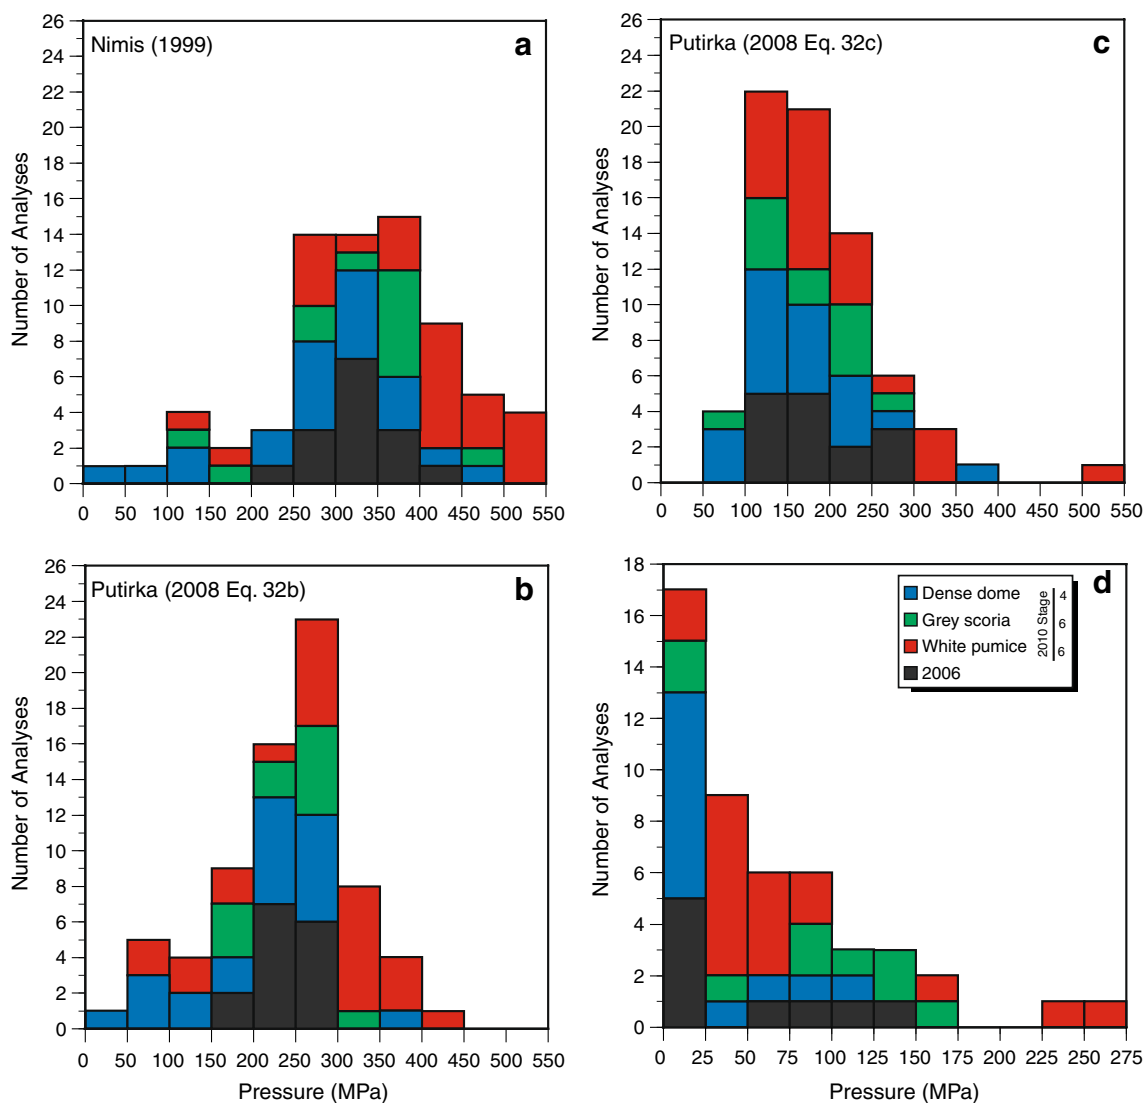 Nimis (1999)
a
26
24
22
20
18
16
14
12
10
8
6
4
2
0
Number of Analyses
0 50 100 150 200 250 300 350 400 450 500 550
Putirka (2008 Eq. 32c)
c
26
24
22
20
18
16
14
12
10
8
6
4
2
0
Number of Analyses
0 50 100 150 200 250 300 350 400 450 500 550
Putirka (2008 Eq. 32b)
b
26
24
22
20
18
16
14
12
10
8
6
4
2
0
Number of Analyses
0 50 100 150 200 250 300 350 400 450 500 550
Pressure (MPa)
d
18
16
14
12
10
8
6
4
2
0
Number of Analyses
Dense dome 4
Grey scoria 6
White pumice 6
2006
2010 Stage
0 25 50 75 100 125 150 175 200 225 250 275
Pressure (MPa)